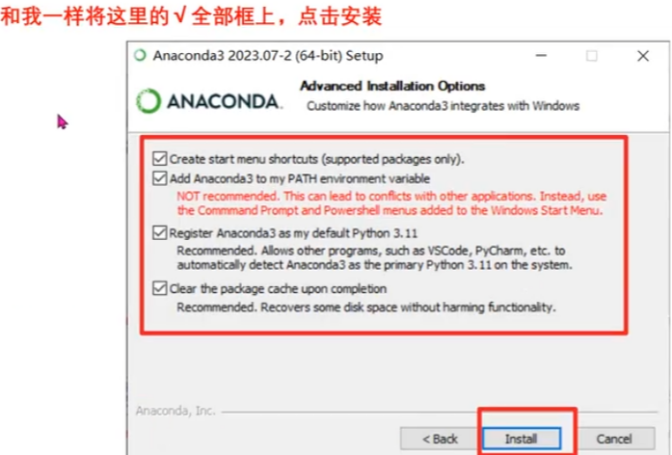 和我一样将这里的√全部框上，点击安装
Anaconda3 2023.07-2 (64-bit) Setup
Advanced Installation Options
ANACONDA.
Customize how Anaconda3 integrates with Windows
Create start menu shortcuts (supported packages only).
Add Anaconda3 to my PATH environment variable
NOT recommended. This can lead to conflicts with other applications. Instead, use
the Commmand Prompt and Powershell menus added to the Windows Start Menu.
Register Anaconda3 as my default Python 3.11
Recommended. Allows other programs, such as VSCode, PyCharm, etc. to
automatically detect Anaconda3 as the primary Python 3.11 on the system.
Clear the package cache upon completion
Recommended. Recovers some disk space without harming functionality.
Anaconda, Inc.
< Back Install Cancel